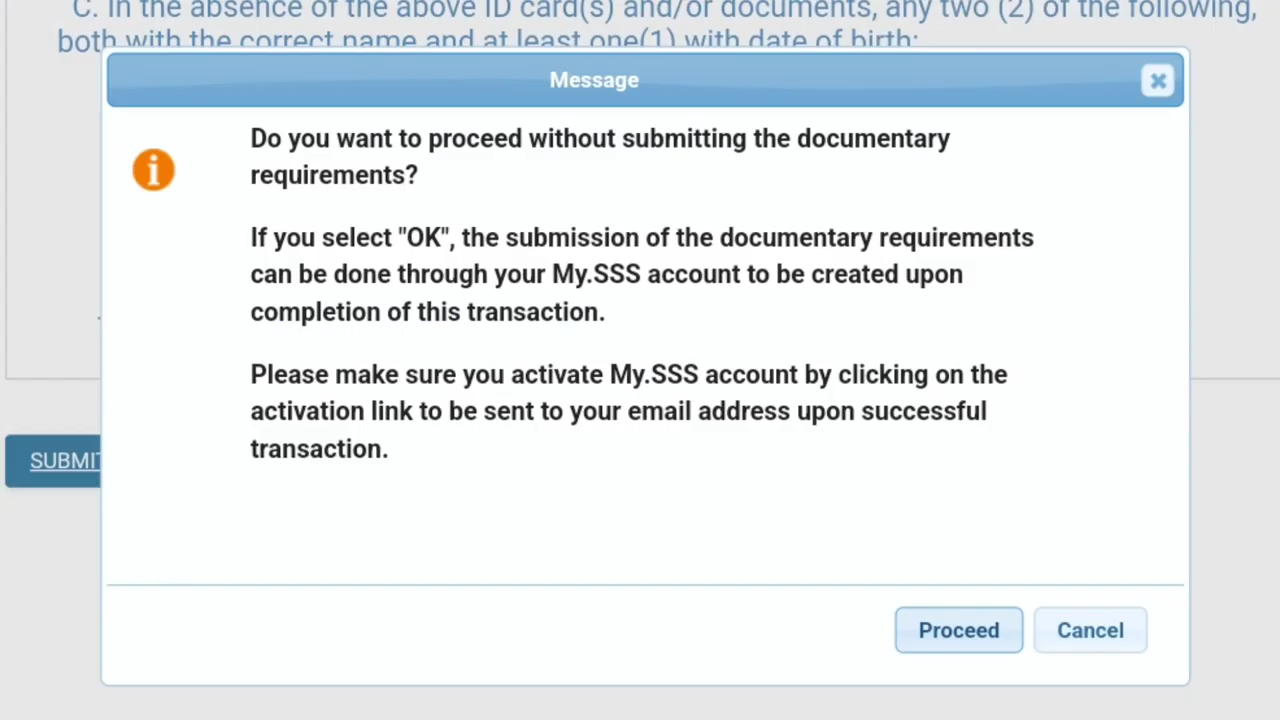 C. In the absence of the above ID card(s) and/or documents, any two (2) of the following,
both with the correct name and at least one(1) with date of birth:
Message
Do you want to proceed without submitting the documentary
requirements?
If you select "OK", the submission of the documentary requirements
can be done through your My.SSS account to be created upon
completion of this transaction.
Please make sure you activate My.SSS account by clicking on the
activation link to be sent to your email address upon successful
transaction.
SUBMIT
Proceed
Cancel